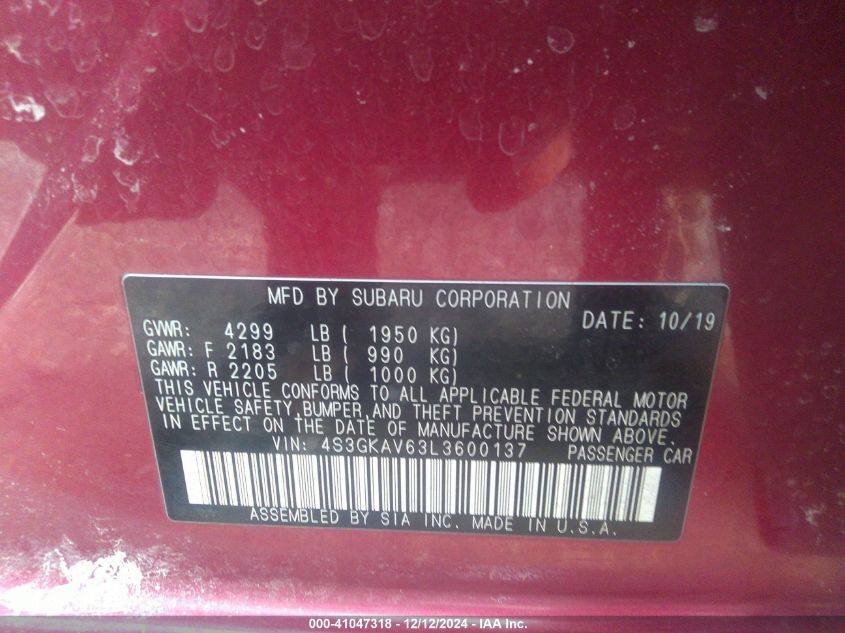 MFD BY SUBARU CORPORATION
DATE: 10/19
GVWR: 4299 LB ( 1950 KG)
GAWR: F 2183 LB ( 990 KG)
GAWR: R 2205 LB ( 1000 KG)
THIS VEHICLE CONFORMS TO ALL APPLICABLE FEDERAL MOTOR
VEHICLE SAFETY, BUMPER, AND THEFT PREVENTION STANDARDS
IN EFFECT ON THE DATE OF MANUFACTURE SHOWN ABOVE.
VIN: 4S3GKAV63L3600137 PASSENGER CAR
ASSEMBLED BY SIA INC. MADE IN U.S.A.
000-41047318 - 12/12/2024 - IAA Inc.